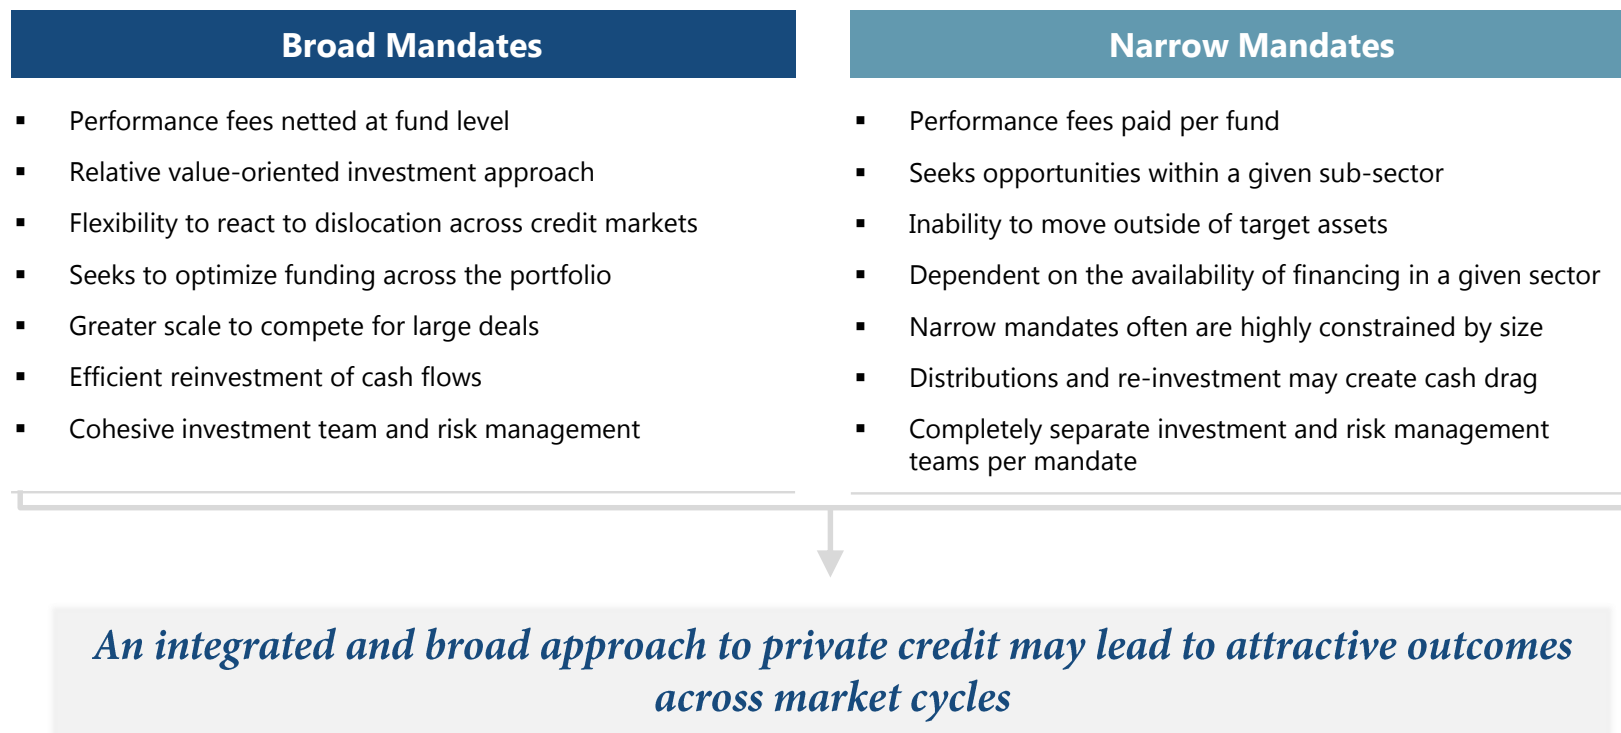 Broad Mandates
▪ Performance fees netted at fund level
▪ Relative value-oriented investment approach
▪ Flexibility to react to dislocation across credit markets
▪ Seeks to optimize funding across the portfolio
▪ Greater scale to compete for large deals
▪ Efficient reinvestment of cash flows
▪ Cohesive investment team and risk management
Narrow Mandates
▪ Performance fees paid per fund
▪ Seeks opportunities within a given sub-sector
▪ Inability to move outside of target assets
▪ Dependent on the availability of financing in a given sector
▪ Narrow mandates often are highly constrained by size
▪ Distributions and re-investment may create cash drag
▪ Completely separate investment and risk management
teams per mandate
An integrated and broad approach to private credit may lead to attractive outcomes
across market cycles